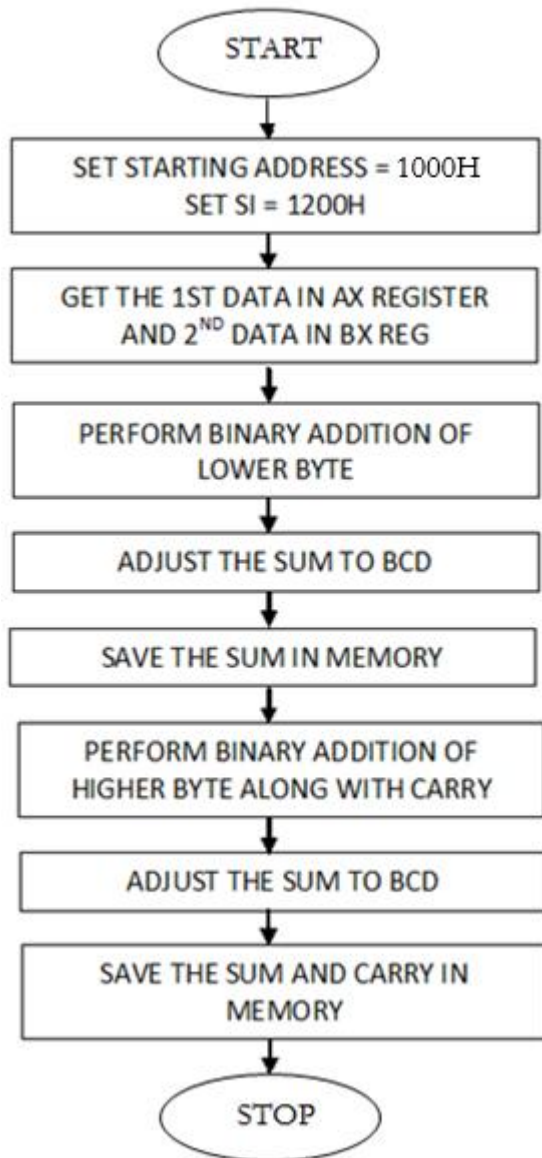 START
SET STARTING ADDRESS = 1000H
SET SI = 1200H
GET THE 1ST DATA IN AX REGISTER
AND 2ND DATA IN BX REG
PERFORM BINARY ADDITION OF
LOWER BYTE
ADJUST THE SUM TO BCD
SAVE THE SUM IN MEMORY
PERFORM BINARY ADDITION OF
HIGHER BYTE ALONG WITH CARRY
ADJUST THE SUM TO BCD
SAVE THE SUM AND CARRY IN
MEMORY
STOP